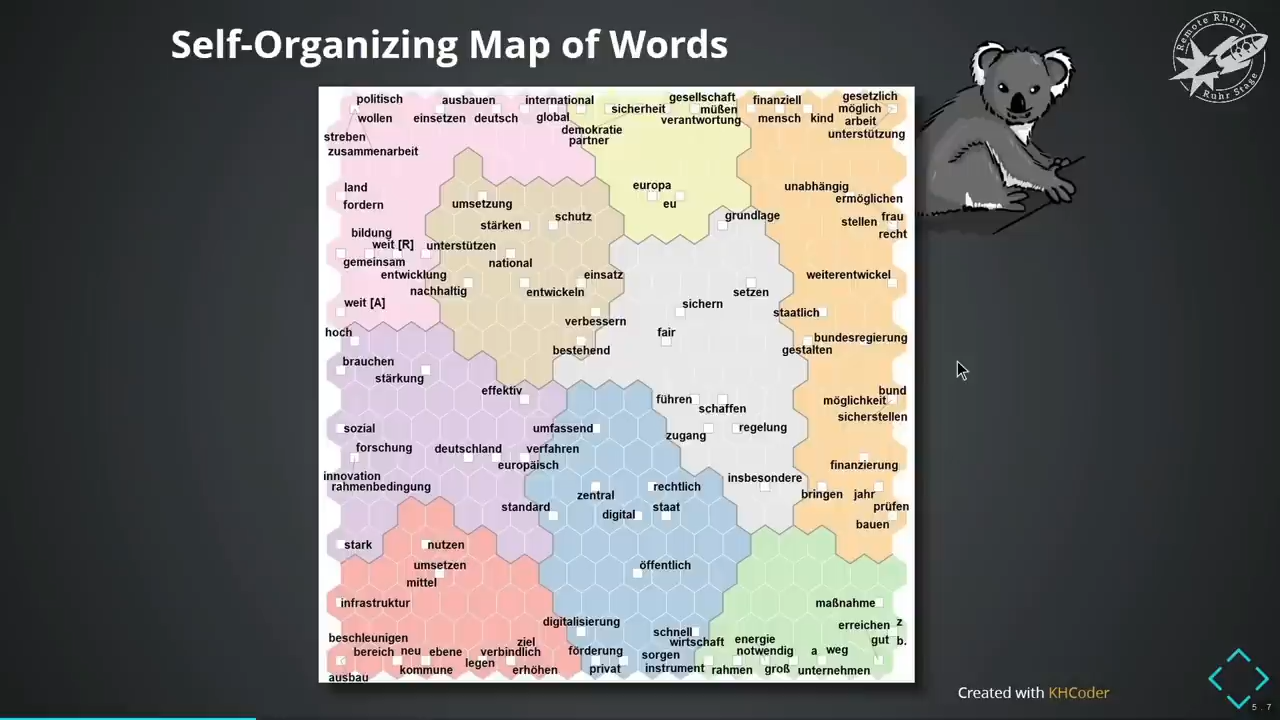 Self-Organizing Map of Words
Remote Rhein
Ruhr Stage
politisch
ausbauen
international
gesellschaft
finanziell
gesetzlich
wollen
einsetzen
deutsch
global
sicherheit
müßen
verantwortung
mensch
kind
möglich
arbeit
unterstützung
streben
zusammenarbeit
demokratie
partner
land
fordern
umsetzung
europa
eu
unabhängig
ermöglichen
stärken
schutz
grundlage
stellen
frau
recht
bildung
weit [R]
unterstützen
gemeinsam
national
entwicklung
einsatz
weiterentwickel
nachhaltig
entwickeln
setzen
weit [A]
sichern
staatlich
verbessern
hoch
fair
bundesregierung
bestehend
gestalten
brauchen
stärkung
effektiv
führen
schaffen
bund
möglichkeit
sicherstellen
sozial
umfassend
zugang
regelung
forschung
deutschland
verfahren
europäisch
finanzierung
innovation
rahmenbedingung
zentral
rechtlich
insbesondere
bringen
jahr
standard
digital
staat
prüfen
bauen
stark
nutzen
umsetzen
öffentlich
mittel
infrastruktur
maßnahme
digitalisierung
erreichen
z
beschleunigen
ziel
schnell
wirtschaft
energie
gut
b.
bereich
neu
ebene
verbindlich
förderung
sorgen
notwendig
a
weg
legen
ausbau
kommune
erhöhen
privat
instrument
rahmen
groß
unternehmen
Created with KHCoder
5.7